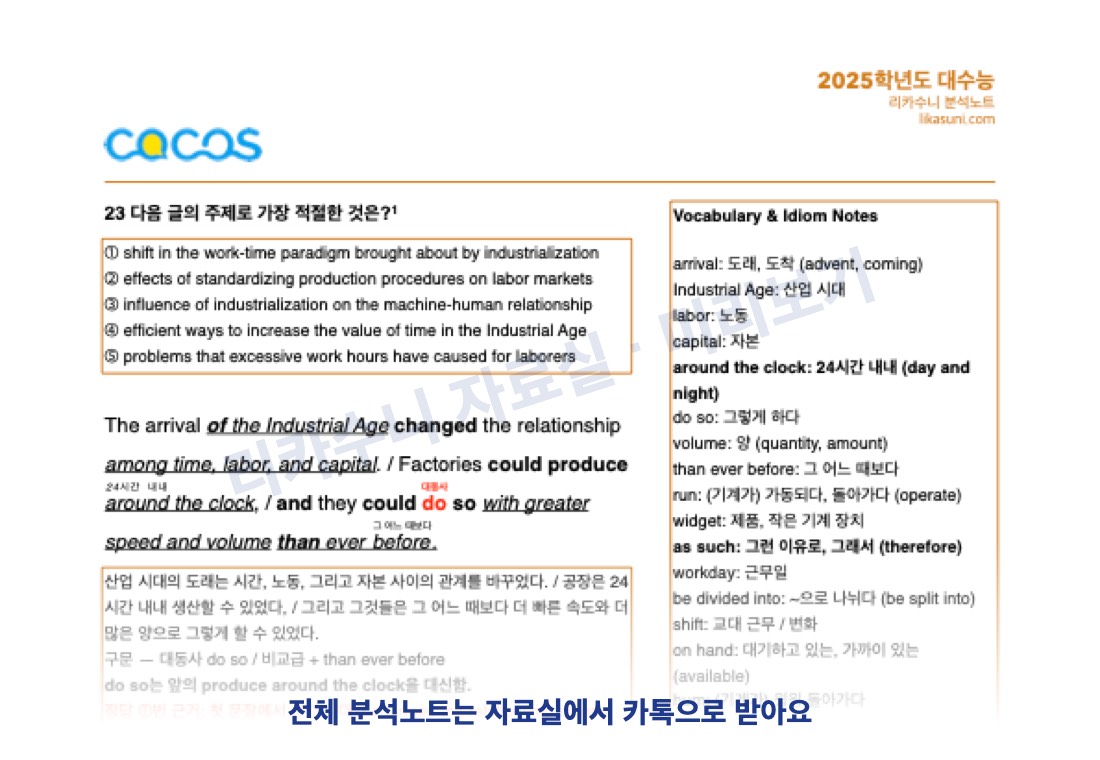 2025학년도 대수능
리카수니 분석노트
likasuni.com
cacos
23 다음 글의 주제로 가장 적절한 것은?¹
① shift in the work-time paradigm brought about by industrialization
② effects of standardizing production procedures on labor markets
③ influence of industrialization on the machine-human relationship
④ efficient ways to increase the value of time in the Industrial Age
⑤ problems that excessive work hours have caused for laborers
The arrival of the Industrial Age changed the relationship
among time, labor, and capital. / Factories could produce
24시간 내내 대동사
around the clock, / and they could do so with greater
그 어느 때보다
speed and volume than ever before.
산업 시대의 도래는 시간, 노동, 그리고 자본 사이의 관계를 바꾸었다. / 공장은 24
시간 내내 생산할 수 있었다, / 그리고 그것들은 그 어느 때보다 더 빠른 속도와 더
많은 양으로 그렇게 할 수 있었다.
구문 — 대동사 do so / 비교급 + than ever before
do so는 앞의 produce around the clock을 대신함.
Vocabulary & Idiom Notes
arrival: 도래, 도착 (advent, coming)
Industrial Age: 산업 시대
labor: 노동
capital: 자본
around the clock: 24시간 내내 (day and
night)
do so: 그렇게 하다
volume: 양 (quantity, amount)
than ever before: 그 어느 때보다
run: (기계가) 가동되다, 돌아가다 (operate)
widget: 제품, 작은 기계 장치
as such: 그런 이유로, 그래서 (therefore)
workday: 근무일
be divided into: ~으로 나뉘다 (be split into)
shift: 교대 근무 / 변화
on hand: 대기하고 있는, 가까이 있는
(available)
리카수니 자료실 · 미리보기
전체 분석노트는 자료실에서 카톡으로 받아요